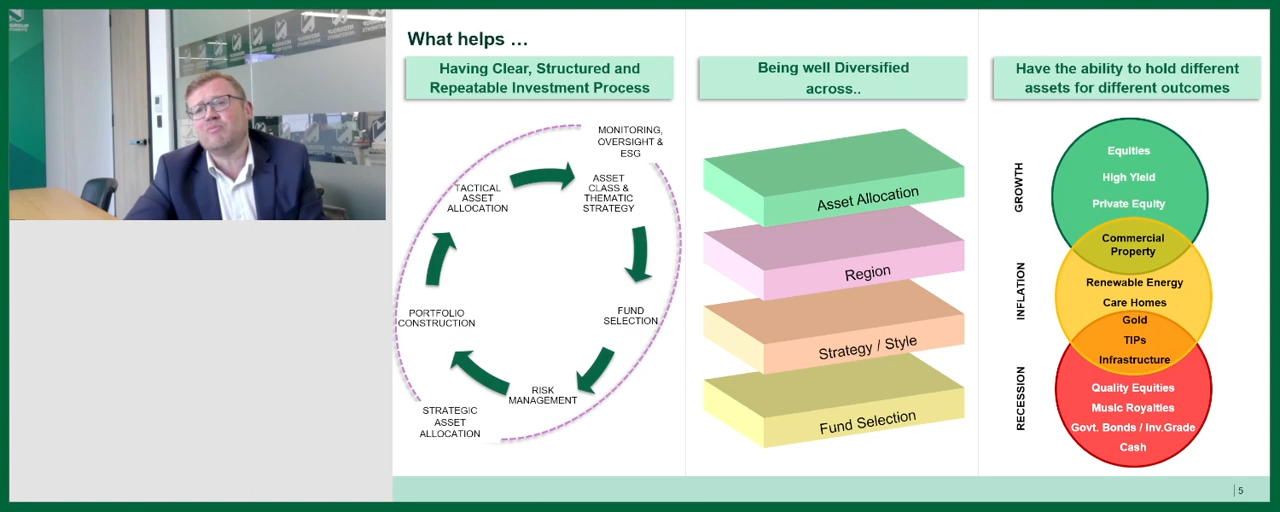 What helps …
Having Clear, Structured and
Repeatable Investment Process
MONITORING,
OVERSIGHT &
ESG
ASSET
CLASS &
THEMATIC
STRATEGY
FUND
SELECTION
RISK
MANAGEMENT
STRATEGIC
ASSET
ALLOCATION
PORTFOLIO
CONSTRUCTION
TACTICAL
ASSET
ALLOCATION
Being well Diversified
across..
Asset Allocation
Region
Strategy / Style
Fund Selection
Have the ability to hold different
assets for different outcomes
GROWTH
Equities
High Yield
Private Equity
Commercial
Property
INFLATION
Renewable Energy
Care Homes
Gold
TIPs
Infrastructure
RECESSION
Quality Equities
Music Royalties
Govt. Bonds / Inv.Grade
Cash
5